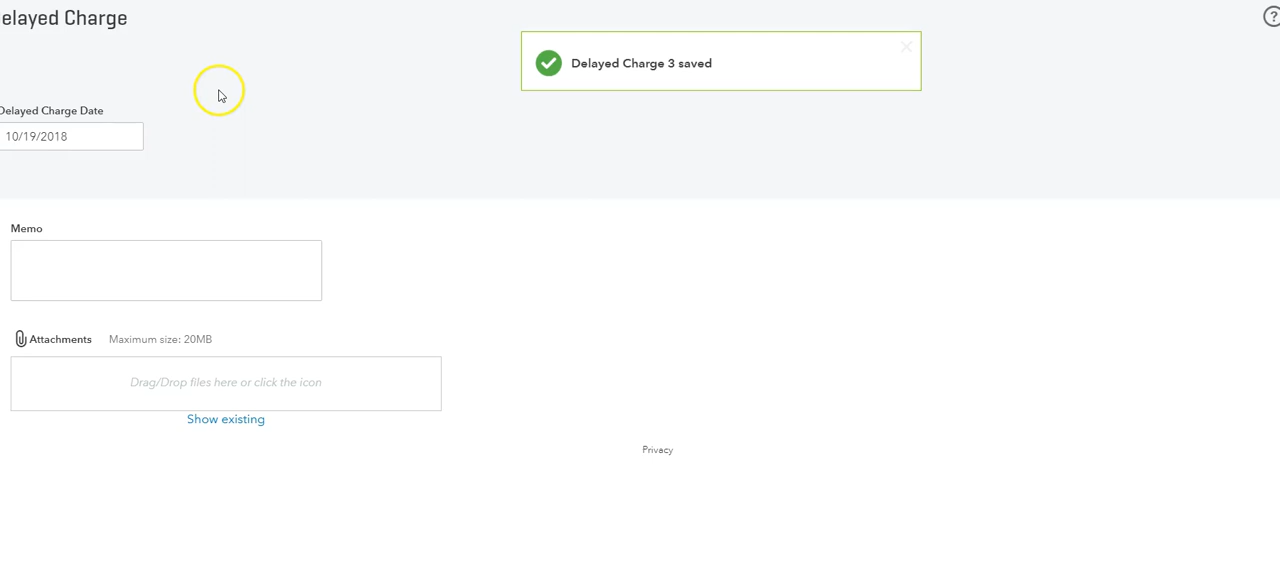 elayed Charge
?
Delayed Charge 3 saved
Delayed Charge Date
10/19/2018
Memo
Attachments Maximum size: 20MB
Drag/Drop files here or click the icon
Show existing
Privacy